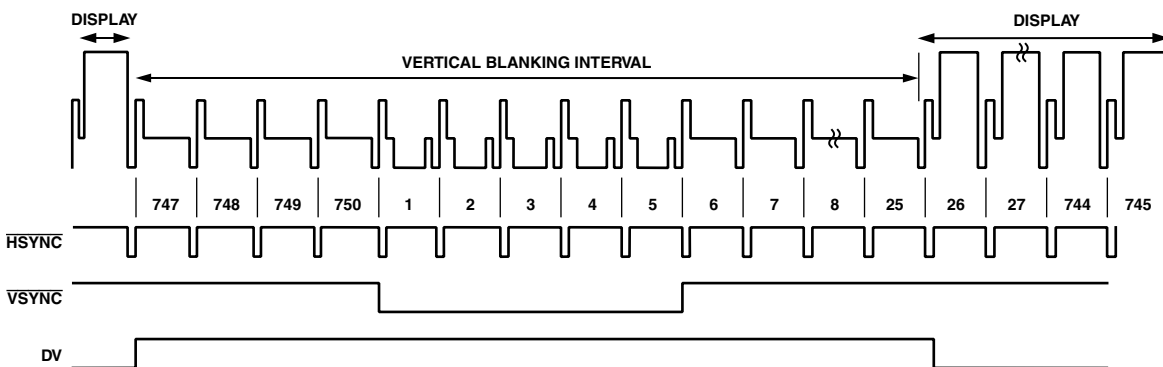 DISPLAY
DISPLAY
VERTICAL BLANKING INTERVAL
747 748 749 750 1 2 3 4 5 6 7 8 25 26 27 744 745
HSYNC
VSYNC
DV